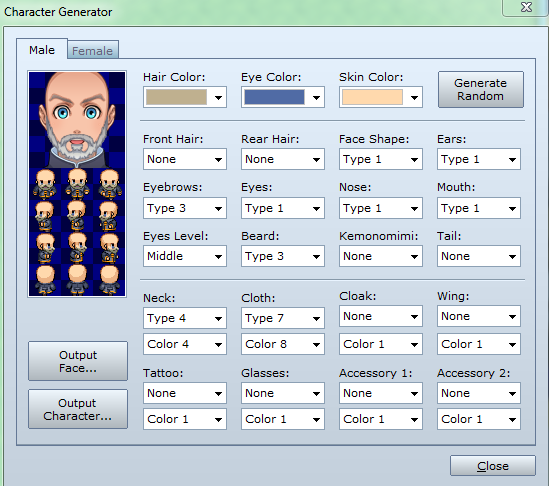 Character Generator
Male Female
Hair Color: Eye Color: Skin Color:
Generate
Random
Front Hair: Rear Hair: Face Shape: Ears:
None None Type 1 Type 1
Eyebrows: Eyes: Nose: Mouth:
Type 3 Type 1 Type 1 Type 1
Eyes Level: Beard: Kemonomimi: Tail:
Middle Type 3 None None
Neck: Cloth: Cloak: Wing:
Type 4 Type 7 None None
Color 4 Color 8 Color 1 Color 1
Output
Face...
Tattoo: Glasses: Accessory 1: Accessory 2:
None None None None
Output
Character...
Color 1 Color 1 Color 1 Color 1
Close